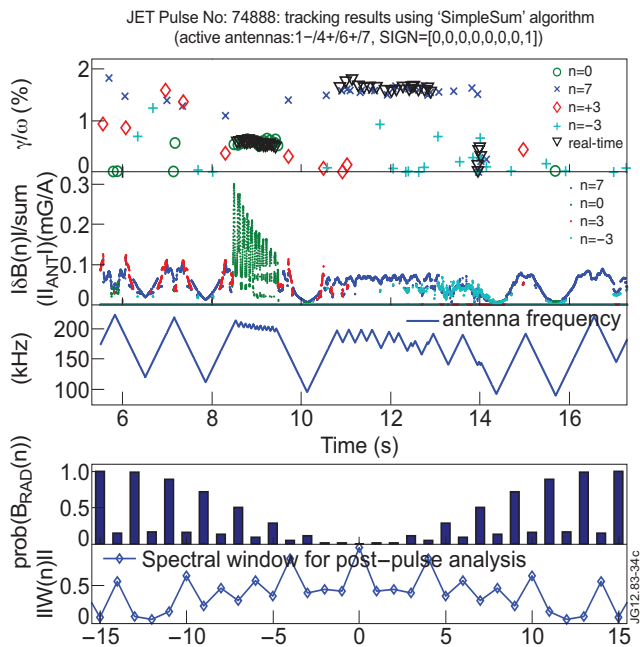 JET Pulse No: 74888: tracking results using 'SimpleSum' algorithm
(active antennas:1−/4+/6+/7, SIGN=[0,0,0,0,0,0,0,1])
γ/ω (%)
2
1
0
n=0
n=7
n=+3
n=−3
real−time
|δB(n)|/sum
(|I_ANT|)(mG/A)
0.3
0.2
0.1
0
n=7
n=0
n=3
n=−3
(kHz)
200
150
100
antenna frequency
6 8 10 12 14 16
Time (s)
prob(B_RAD(n))
1.0
0.5
0
IIW(n)II
0.5
0
Spectral window for post−pulse analysis
−15 −10 −5 0 5 10 15
JG12.83-34c